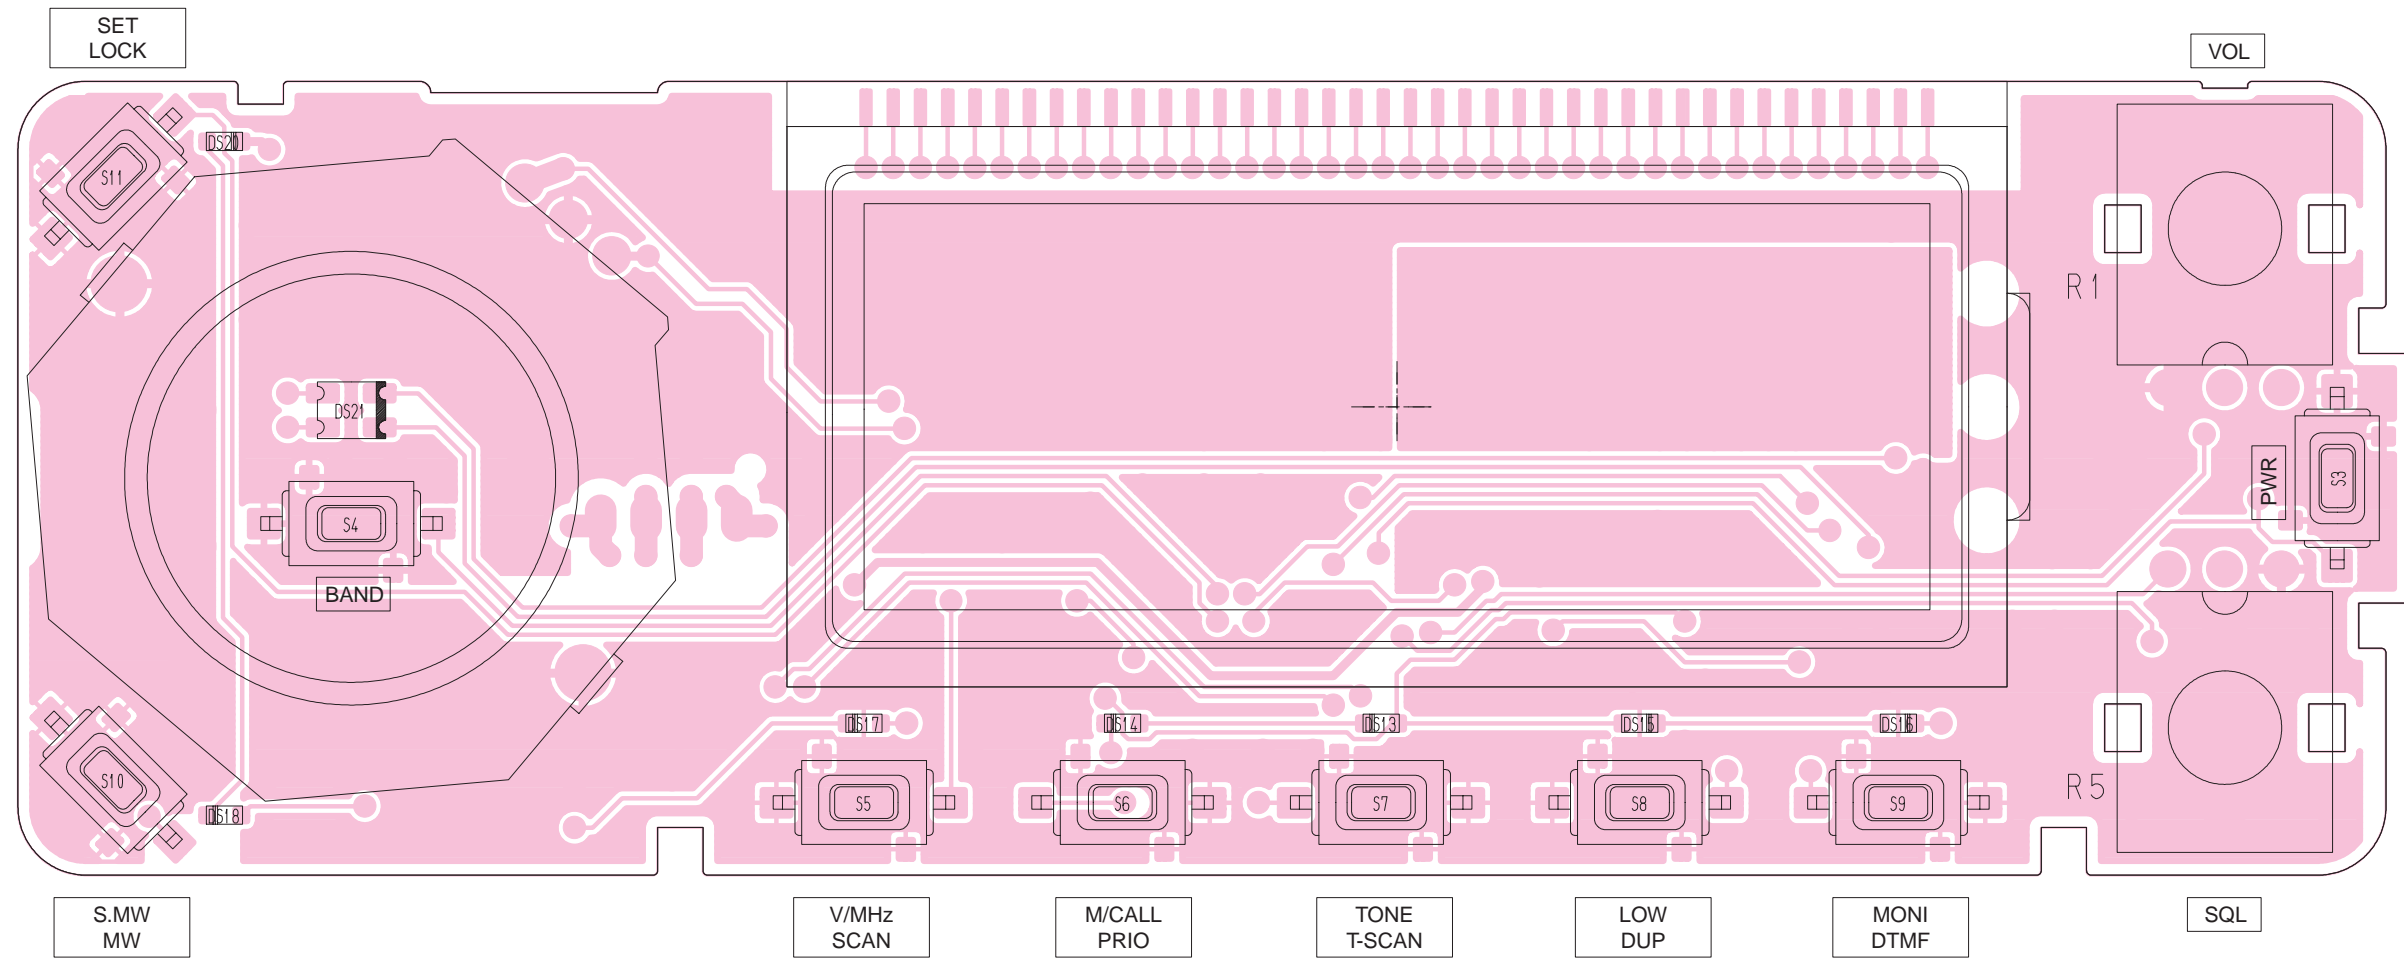 SET
LOCK
VOL
DS20
S11
R1
DS21
S4
BAND
PWR
S3
DS17
DS14
DS13
DS15
DS16
S10
DS18
S5
S6
S7
S8
S9
R5
S.MW
MW
V/MHz
SCAN
M/CALL
PRIO
TONE
T-SCAN
LOW
DUP
MONI
DTMF
SQL